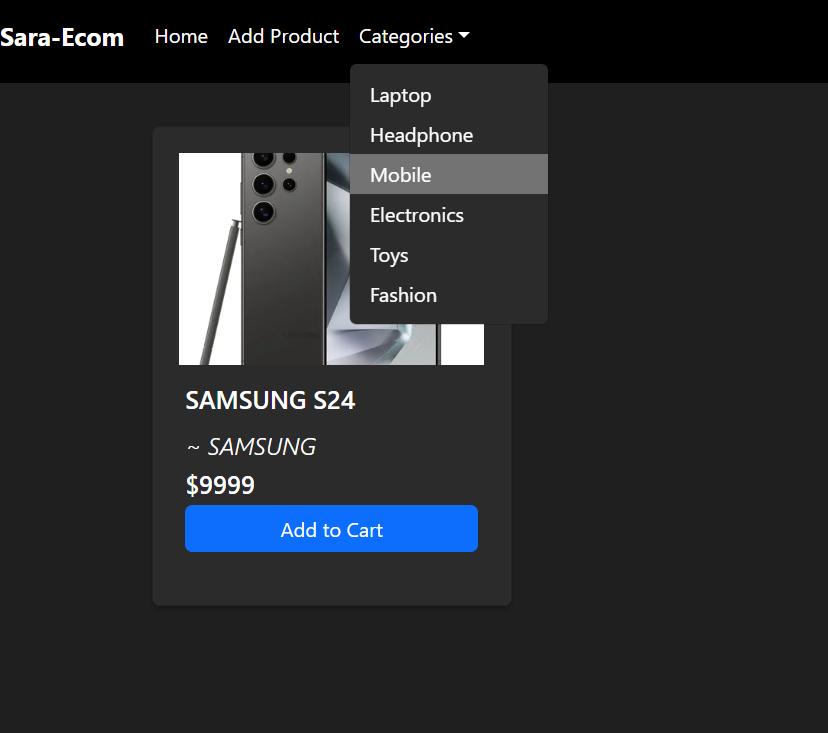 Sara-Ecom Home Add Product Categories
Laptop
Headphone
Mobile
Electronics
Toys
Fashion
SAMSUNG S24
~ SAMSUNG
$9999
Add to Cart